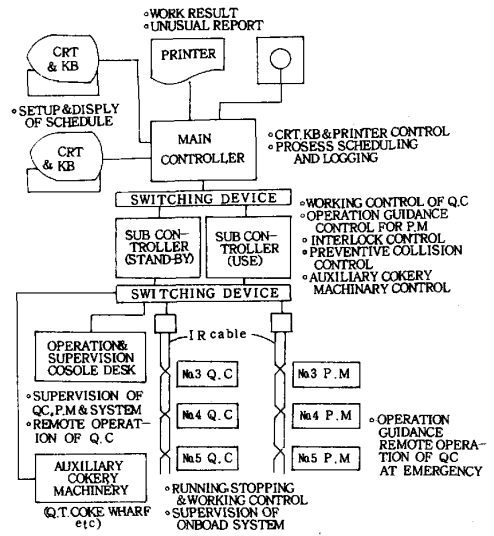 ∘WORK RESULT
∘UNUSUAL REPORT
CRT
& KB
PRINTER
∘SETUP&DISPLY
OF SCHEDULE
CRT
& KB
MAIN
CONTROLLER
∘CRT.KB&PRINTER CONTROL
∘PROSESS SCHEDULING
AND LOGGING
SWITCHING DEVICE
SUB CON-
TROLLER
(STAND-BY)
SUB CON-
TROLLER
(USE)
∘WORKING CONTROL OF Q.C
∘OPERATION GUIDANCE
CONTROL FOR P.M
∘INTERLOCK CONTROL
∘PREVENTIVE COLLISION
CONTROL
∘AUXILIARY COKERY
MACHINARY CONTROL
SWITCHING DEVICE
IR cable
OPERATION&
SUPERVISION
COSOLE DESK
∘SUPERVISION OF
QC,P.M & SYSTEM
∘REMOTE OPERAT-
ION OF Q.C
AUXILIARY
COKERY
MACHINERY
(Q.T.COKE WHARF
etc)
№3 Q.C
№4 Q.C
№5 Q.C
∘RUNNING STOPPING
& WORKING CONTROL
∘SUPERVISION OF
ONBOAD SYSTEM
№3 P.M
№4 P.M
№5 P.M
∘OPERATION
GUIDANCE
REMOTE OPERA-
TION OF QC
AT EMERGENCY